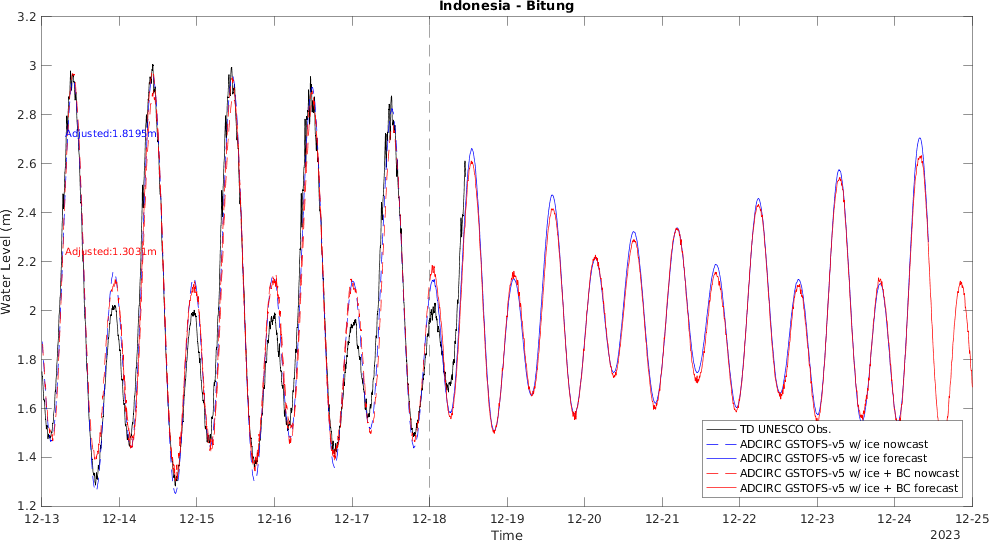 Indonesia - Bitung
3.2
3
2.8
2.6
2.4
2.2
2
1.8
1.6
1.4
1.2
Water Level (m)
Adjusted:1.8195m
Adjusted:1.3031m
TD UNESCO Obs.
ADCIRC GSTOFS-v5 w/ ice nowcast
ADCIRC GSTOFS-v5 w/ ice forecast
ADCIRC GSTOFS-v5 w/ ice + BC nowcast
ADCIRC GSTOFS-v5 w/ ice + BC forecast
12-13 12-14 12-15 12-16 12-17 12-18 12-19 12-20 12-21 12-22 12-23 12-24 12-25
Time
2023